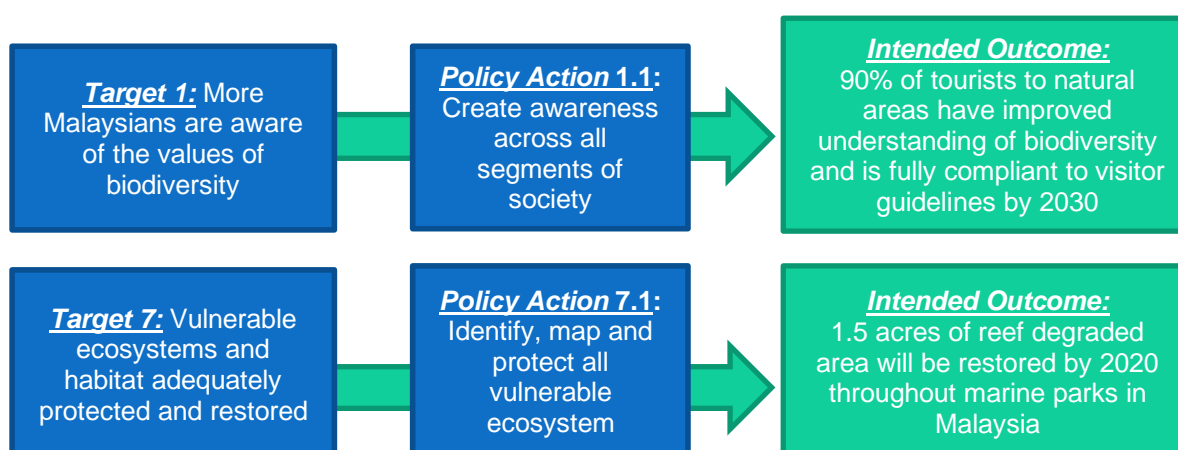 Target 1: More
Malaysians are aware
of the values of
biodiversity
Policy Action 1.1:
Create awareness
across all
segments of
society
Intended Outcome:
90% of tourists to natural
areas have improved
understanding of biodiversity
and is fully compliant to visitor
guidelines by 2030
Target 7: Vulnerable
ecosystems and
habitat adequately
protected and restored
Policy Action 7.1:
Identify, map and
protect all
vulnerable
ecosystem
Intended Outcome:
1.5 acres of reef degraded
area will be restored by 2020
throughout marine parks in
Malaysia